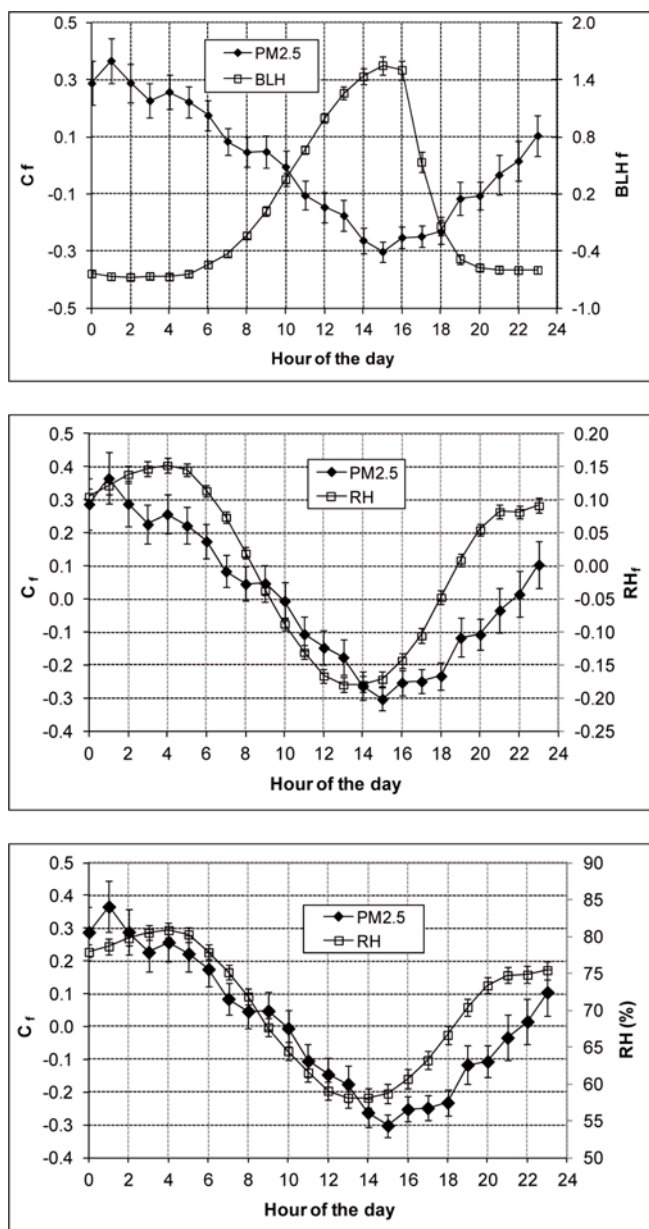 0.5
2.0
PM2.5
BLH
0.3
1.4
0.1
0.8
-0.1
0.2
-0.3
-0.4
-0.5
-1.0
C f
BLH f
0 2 4 6 8 10 12 14 16 18 20 22 24
Hour of the day
0.5
0.20
0.4
0.15
PM2.5
RH
0.3
0.10
0.2
0.05
0.1
0.00
0.0
-0.05
-0.1
-0.10
-0.2
-0.15
-0.3
-0.20
-0.4
-0.25
Cf
RHf
0 2 4 6 8 10 12 14 16 18 20 22 24
Hour of the day
0.5
90
0.4
85
PM2.5
RH
0.3
80
0.2
75
0.1
70
0.0
65
-0.1
60
-0.2
55
-0.3
50
-0.4
Cf
RH (%)
0 2 4 6 8 10 12 14 16 18 20 22 24
Hour of the day